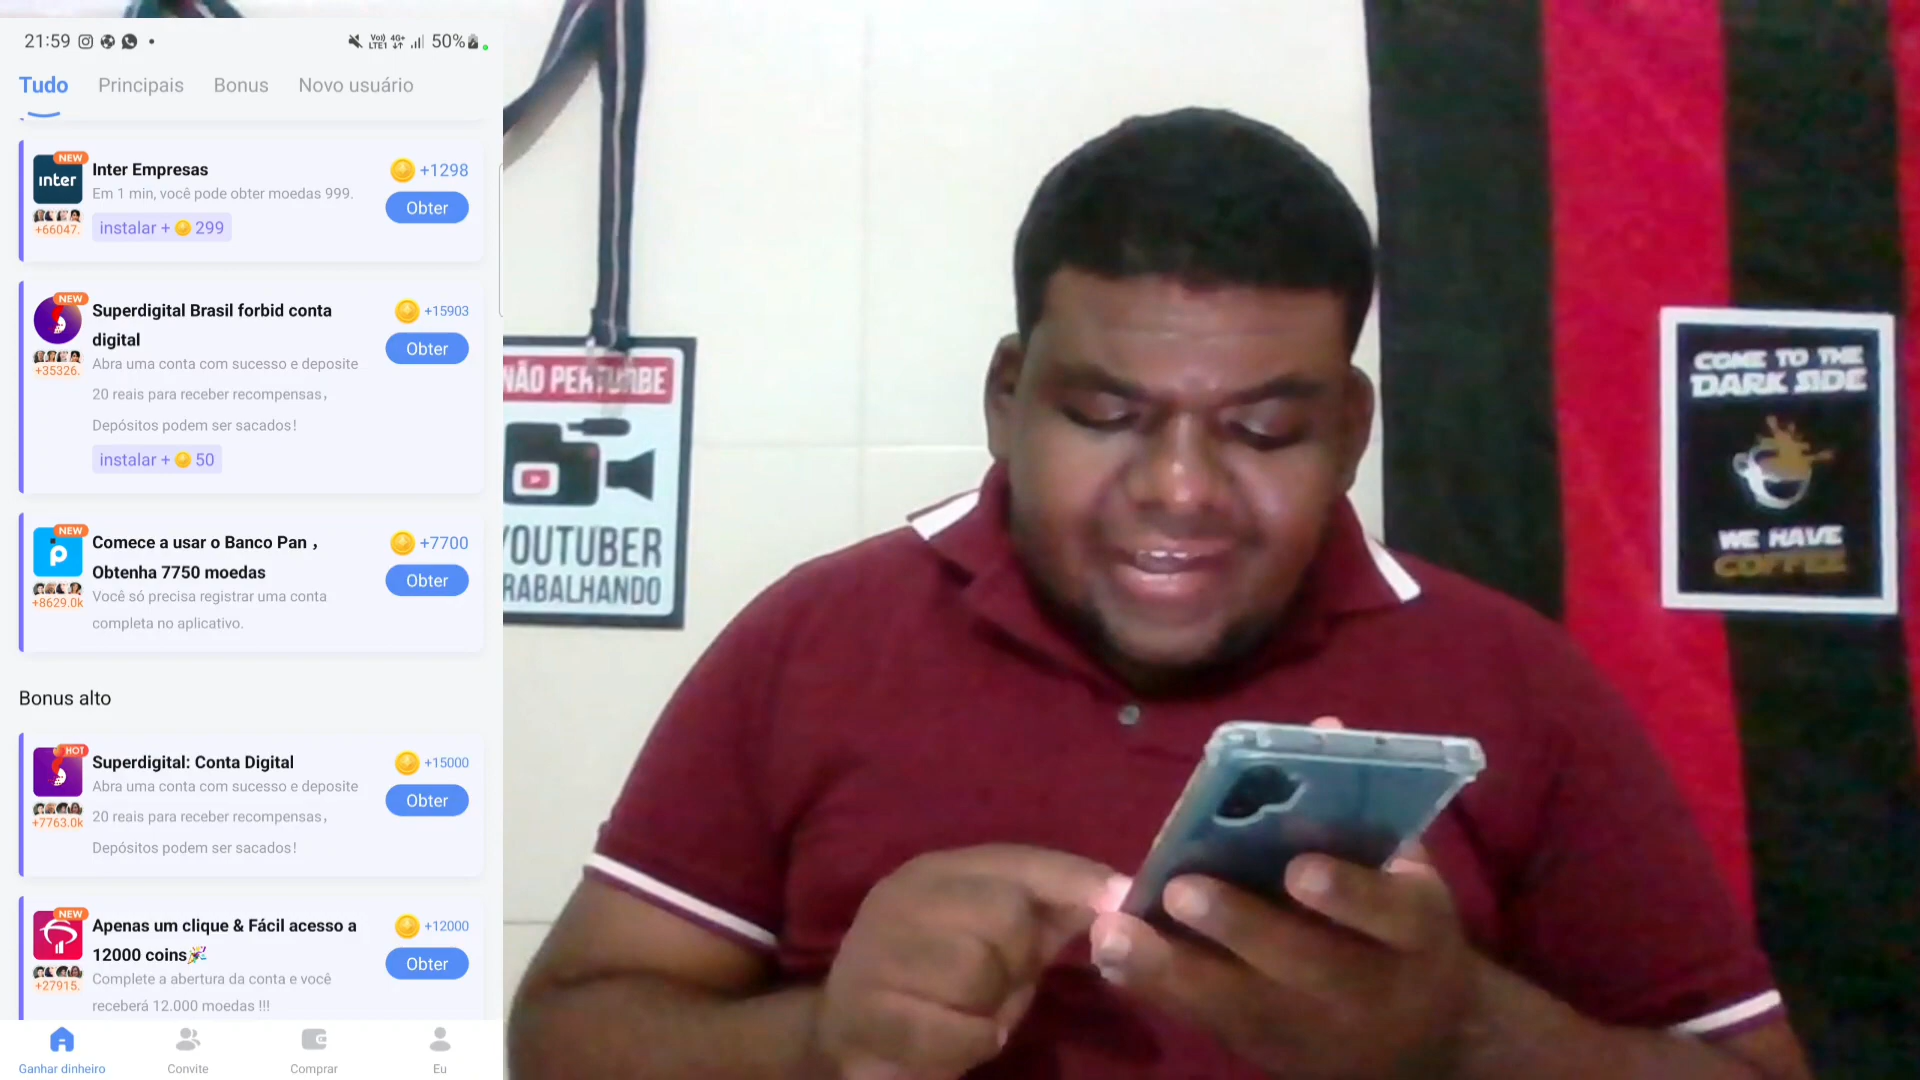 21:59
Vo)) LTE1 4G+ 50%
Tudo Principais Bonus Novo usuário
NEW
inter
+66047.
Inter Empresas
Em 1 min, você pode obter moedas 999.
instalar + 299
+1298
Obter
NEW
+35326.
Superdigital Brasil forbid conta
digital
Abra uma conta com sucesso e deposite
20 reais para receber recompensas，
Depósitos podem ser sacados！
instalar + 50
+15903
Obter
NEW
+8629.0k
Comece a usar o Banco Pan，
Obtenha 7750 moedas
Você só precisa registrar uma conta
completa no aplicativo.
+7700
Obter
Bonus alto
HOT
+7763.0k
Superdigital: Conta Digital
Abra uma conta com sucesso e deposite
20 reais para receber recompensas，
Depósitos podem ser sacados！
+15000
Obter
NEW
+27915.
Apenas um clique & Fácil acesso a
12000 coins🎉
Complete a abertura da conta e você
receberá 12.000 moedas !!!
+12000
Obter
Ganhar dinheiro Convite Comprar Eu
NÃO PERTURBE
YOUTUBER
TRABALHANDO
COME TO THE
DARK SIDE
WE HAVE
COFFEE